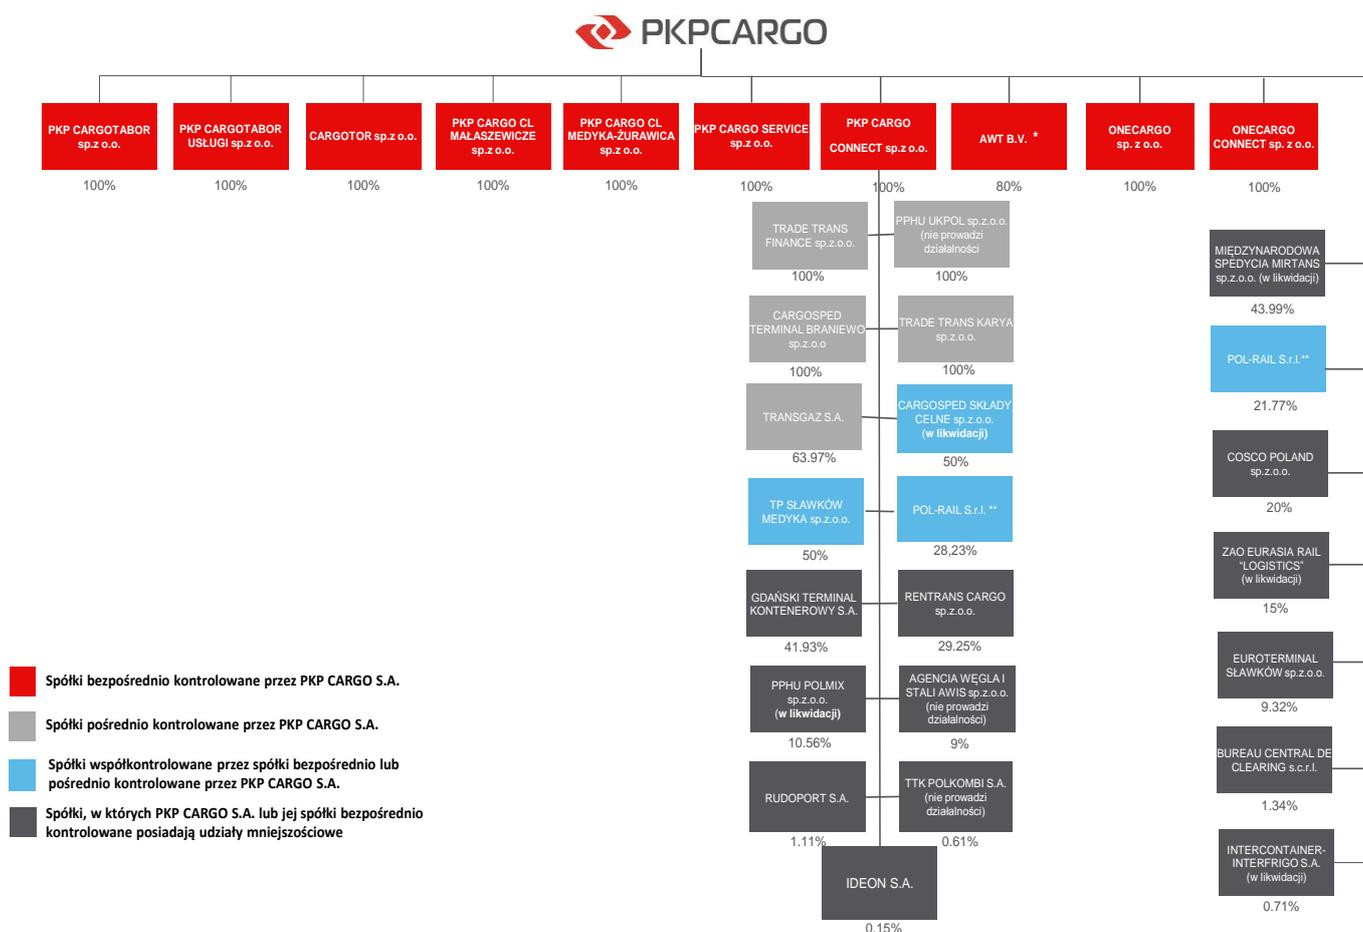 PKPCARGO
PKP CARGOTABOR
sp.z o.o.
100%
PKP CARGOTABOR
USŁUGI sp.z o.o.
100%
CARGOTOR sp.z o.o.
100%
PKP CARGO CL
MAŁASZEWICZE
sp.z o.o.
100%
PKP CARGO CL
MEDYKA-ŻURAWICA
sp.z o.o.
100%
PKP CARGO SERVICE
sp.z o.o.
100%
PKP CARGO
CONNECT sp.z o.o.
100%
AWT B.V. *
80%
ONECARGO
sp. z o.o.
100%
ONECARGO
CONNECT sp. z o.o.
100%
TRADE TRANS
FINANCE sp.z.o.o.
100%
PPHU UKPOL sp.z.o.o.
(nie prowadzi
działalności
100%
CARGOSPED
TERMINAL BRANIEWO
sp.z.o.o
100%
TRADE TRANS KARYA
sp.z.o.o.
100%
TRANSGAZ S.A.
63.97%
CARGOSPED SKŁADY
CELNE sp.z.o.o.
(w likwidacji)
50%
TP SŁAWKÓW
MEDYKA sp.z.o.o.
50%
POL-RAIL S.r.l. **
28,23%
GDAŃSKI TERMINAL
KONTENEROWY S.A.
41.93%
RENTRANS CARGO
sp.z.o.o.
29.25%
PPHU POLMIX
sp.z.o.o.
(w likwidacji)
10.56%
AGENCIA WĘGLA I
STALI AWIS sp.z.o.o.
(nie prowadzi
działalności)
9%
RUDOPORT S.A.
1.11%
TTK POLKOMBI S.A.
(nie prowadzi
działalności)
0.61%
IDEON S.A.
0.15%
MIĘDZYNARODOWA
SPEDYCIA MIRTANS
sp.z.o.o. (w likwidacji)
43.99%
POL-RAIL S.r.l.**
21.77%
COSCO POLAND
sp.z.o.o.
20%
ZAO EURASIA RAIL
“LOGISTICS”
(w likwidacji)
15%
EUROTERMINAL
SŁAWKÓW sp.z.o.o.
9.32%
BUREAU CENTRAL DE
CLEARING s.c.r.l.
1.34%
INTERCONTAINER-
INTERFRIGO S.A.
(w likwidacji)
0.71%
Spółki bezpośrednio kontrolowane przez PKP CARGO S.A.
Spółki pośrednio kontrolowane przez PKP CARGO S.A.
Spółki współkontrolowane przez spółki bezpośrednio lub
pośrednio kontrolowane przez PKP CARGO S.A.
Spółki, w których PKP CARGO S.A. lub jej spółki bezpośrednio
kontrolowane posiadają udziały mniejszościowe